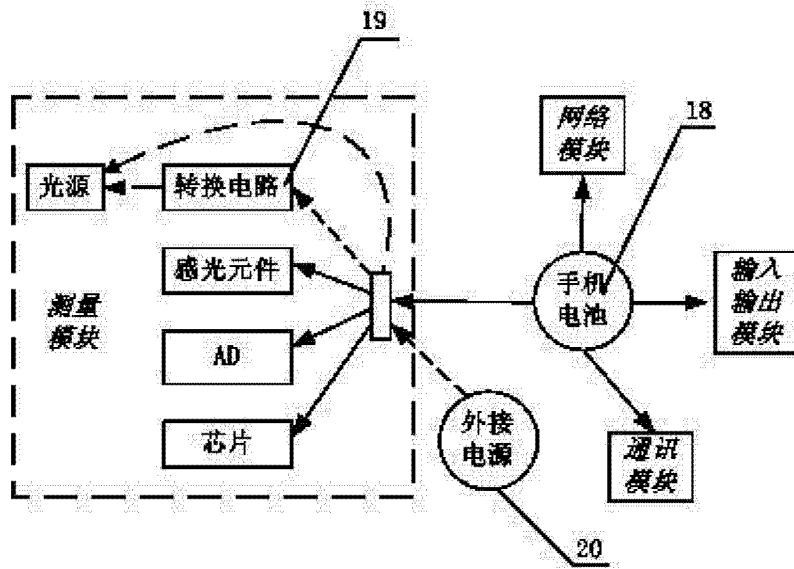 19
18
网络
模块
光源
转换电路
感光元件
测量
模块
AD
芯片
手机
电池
输入
输出
模块
外接
电源
通讯
模块
20